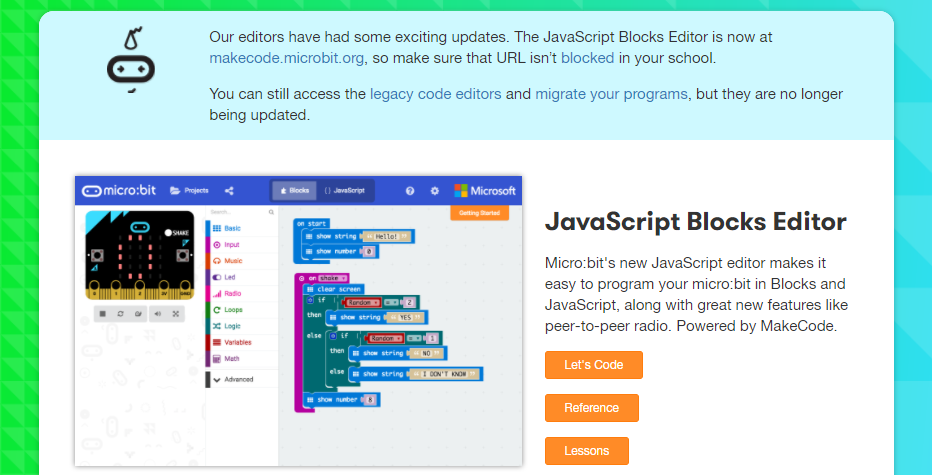 Our editors have had some exciting updates. The JavaScript Blocks Editor is now at
makecode.microbit.org, so make sure that URL isn't blocked in your school.
You can still access the legacy code editors and migrate your programs, but they are no longer
being updated.
micro:bit Projects Blocks {} JavaScript Microsoft
Getting Started
SHAKE
0 1 2 3V GND
Search...
Basic
Input
Music
Led
Radio
Loops
Logic
Variables
Math
Advanced
on start
show string " Hello! "
show number 0
on shake
clear screen
if Random = 2
then show string " YES "
else if Random = 1
then show string " NO "
else show string " I DON'T KNOW "
show number 8
JavaScript Blocks Editor
Micro:bit's new JavaScript editor makes it
easy to program your micro:bit in Blocks and
JavaScript, along with great new features like
peer-to-peer radio. Powered by MakeCode.
Let's Code
Reference
Lessons